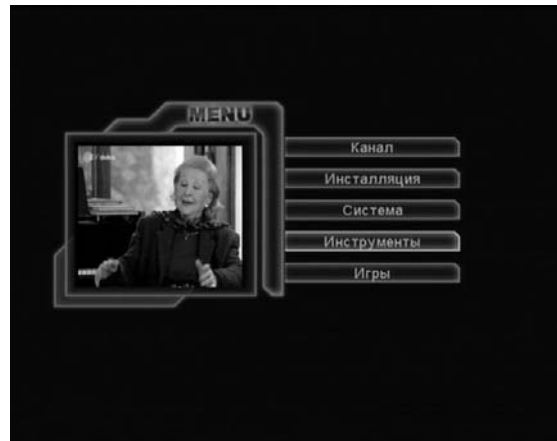 MENU
Канал
Инсталляция
Система
Инструменты
Игры